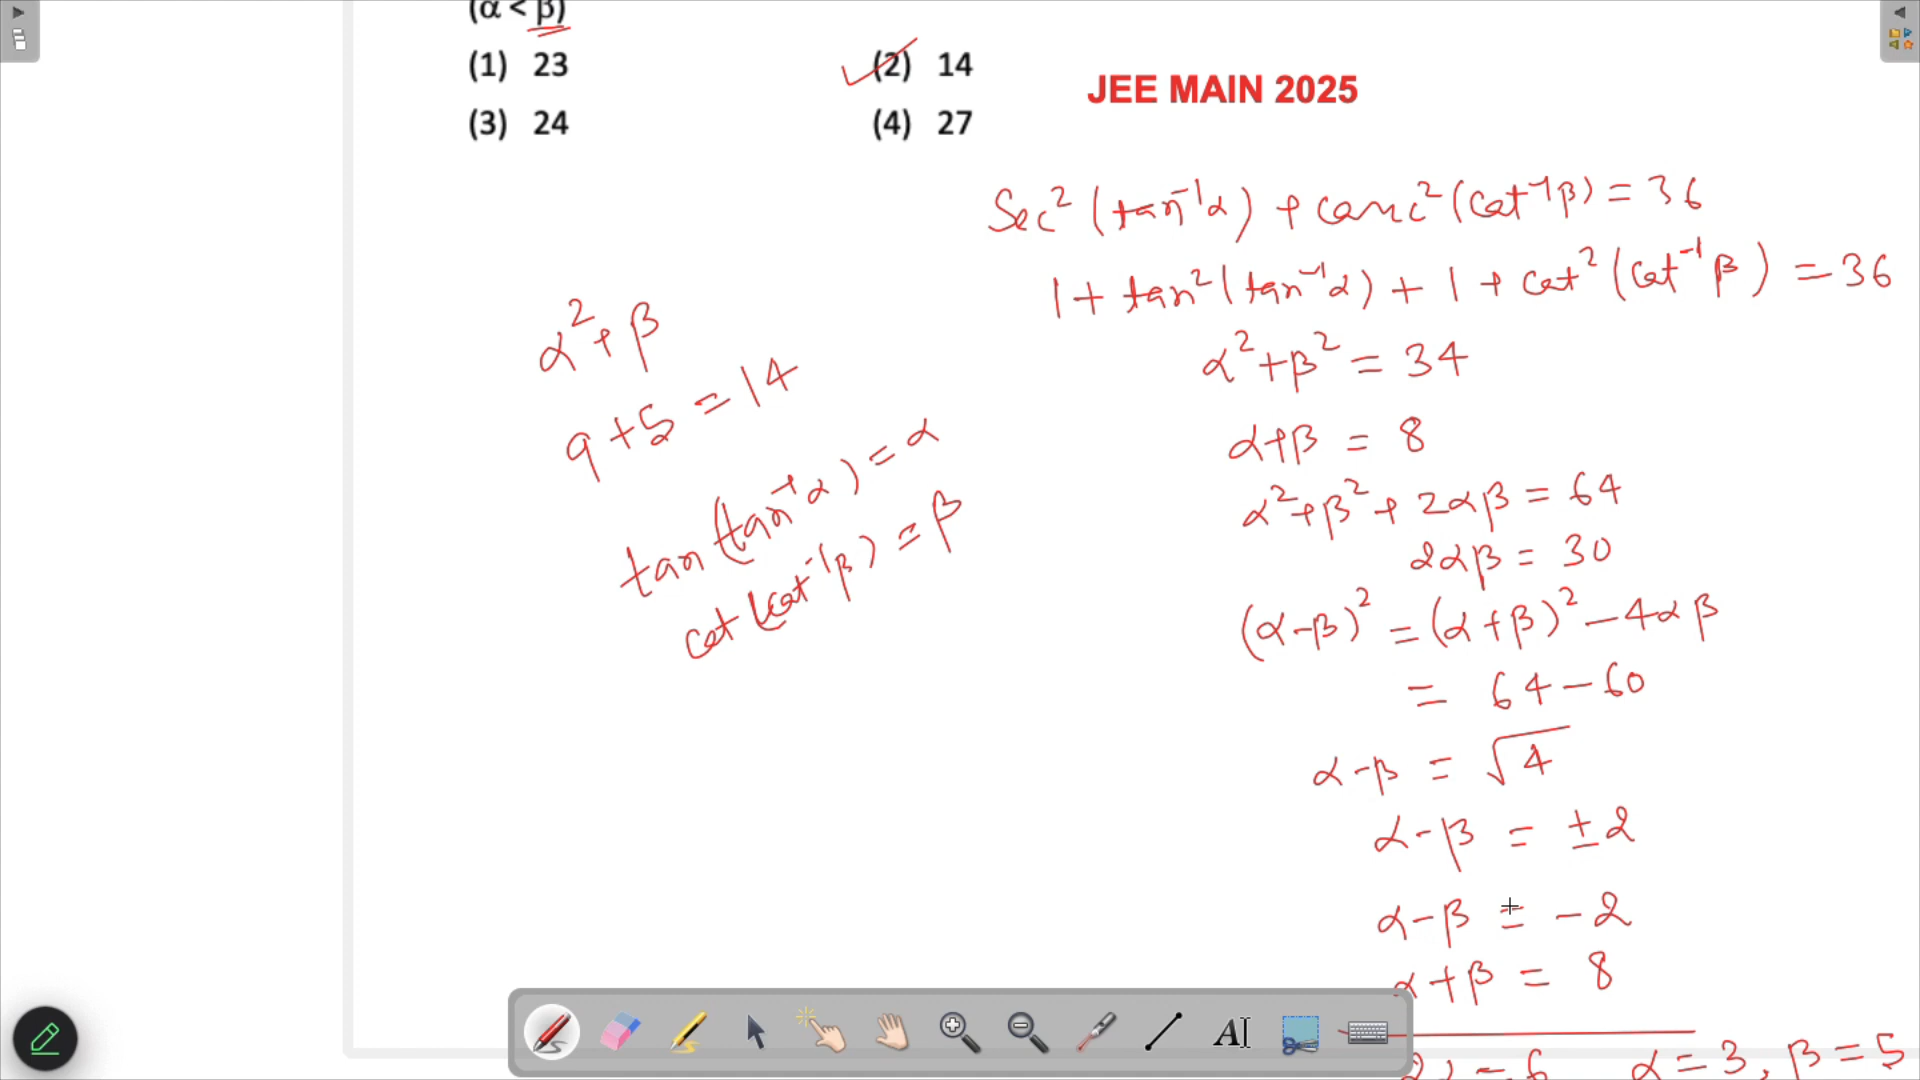 (α < β)
(1) 23
(2) 14
(3) 24
(4) 27
JEE MAIN 2025
Sec² (tan⁻¹α) + cosec² (cot⁻¹β) = 36
1 + tan² (tan⁻¹α) + 1 + cot² (cot⁻¹β) = 36
α² + β² = 34
α + β = 8
α² + β² + 2αβ = 64
2αβ = 30
(α - β)² = (α + β)² - 4αβ
= 64 - 60
α - β = √4
α - β = ±2
α - β = -2
α + β = 8
= 6 α = 3, β = 5
α² + β
9 + 5 = 14
tan (tan⁻¹α) = α
cot (cot⁻¹β) = β
AI